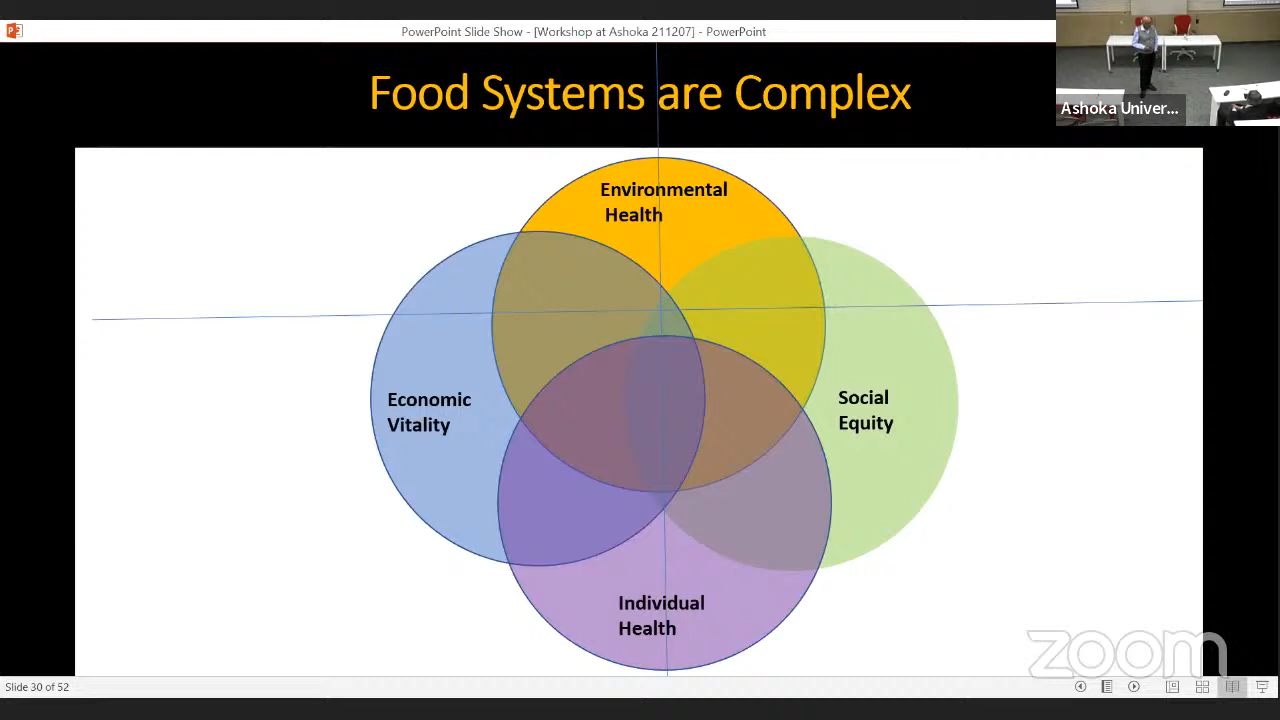 PowerPoint Slide Show - [Workshop at Ashoka 211207] - PowerPoint
Food Systems are Complex
Ashoka Univer...
Environmental
Health
Economic
Vitality
Social
Equity
Individual
Health
zoom
Slide 30 of 52